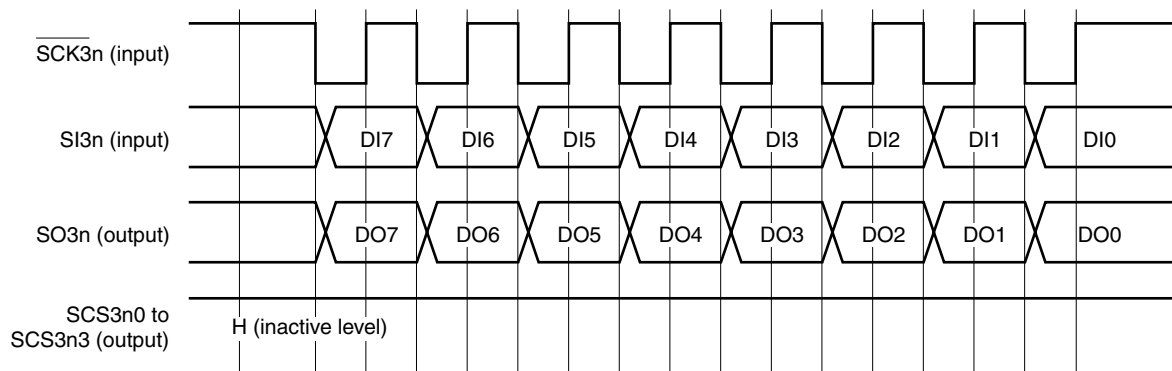 SCK3n (input)
SI3n (input) DI7 DI6 DI5 DI4 DI3 DI2 DI1 DI0
SO3n (output) DO7 DO6 DO5 DO4 DO3 DO2 DO1 DO0
SCS3n0 to
SCS3n3 (output)
H (inactive level)